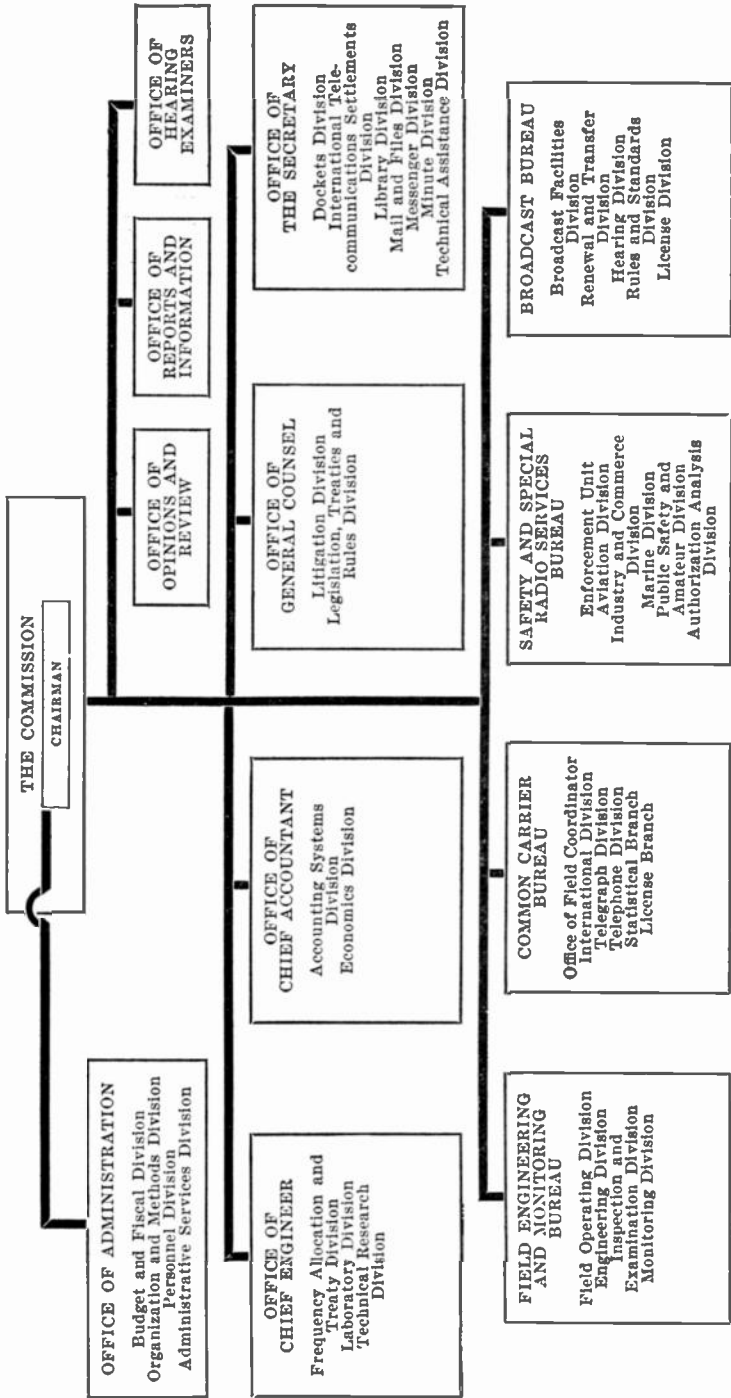 THE COMMISSION
CHAIRMAN
OFFICE OF ADMINISTRATION
Budget and Fiscal Division
Organization and Methods Division
Personnel Division
Administrative Services Division
OFFICE OF
OPINIONS AND
REVIEW
OFFICE OF
REPORTS AND
INFORMATION
OFFICE OF
HEARING
EXAMINERS
OFFICE OF
CHIEF ENGINEER
Frequency Allocation and
Treaty Division
Laboratory Division
Technical Research
Division
OFFICE OF
CHIEF ACCOUNTANT
Accounting Systems
Division
Economics Division
OFFICE OF
GENERAL COUNSEL
Litigation Division
Legislation, Treaties and
Rules Division
OFFICE OF
THE SECRETARY
Dockets Division
International Tele-
communications Settlements
Division
Library Division
Mail and Files Division
Messenger Division
Minute Division
Technical Assistance Division
FIELD ENGINEERING
AND MONITORING
BUREAU
Field Operating Division
Engineering Division
Inspection and
Examination Division
Monitoring Division
COMMON CARRIER
BUREAU
Office of Field Coordinator
International Division
Telegraph Division
Telephone Division
Statistical Branch
License Branch
SAFETY AND SPECIAL
RADIO SERVICES
BUREAU
Enforcement Unit
Aviation Division
Industry and Commerce
Division
Marine Division
Public Safety and
Amateur Division
Authorization Analysis
Division
BROADCAST BUREAU
Broadcast Facilities
Division
Renewal and Transfer
Division
Hearing Division
Rules and Standards
Division
License Division